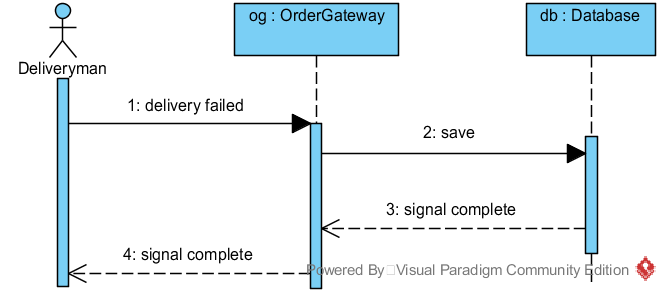 og : OrderGateway
db : Database
Deliveryman
1: delivery failed
2: save
3: signal complete
4: signal complete
Powered By Visual Paradigm Community Edition